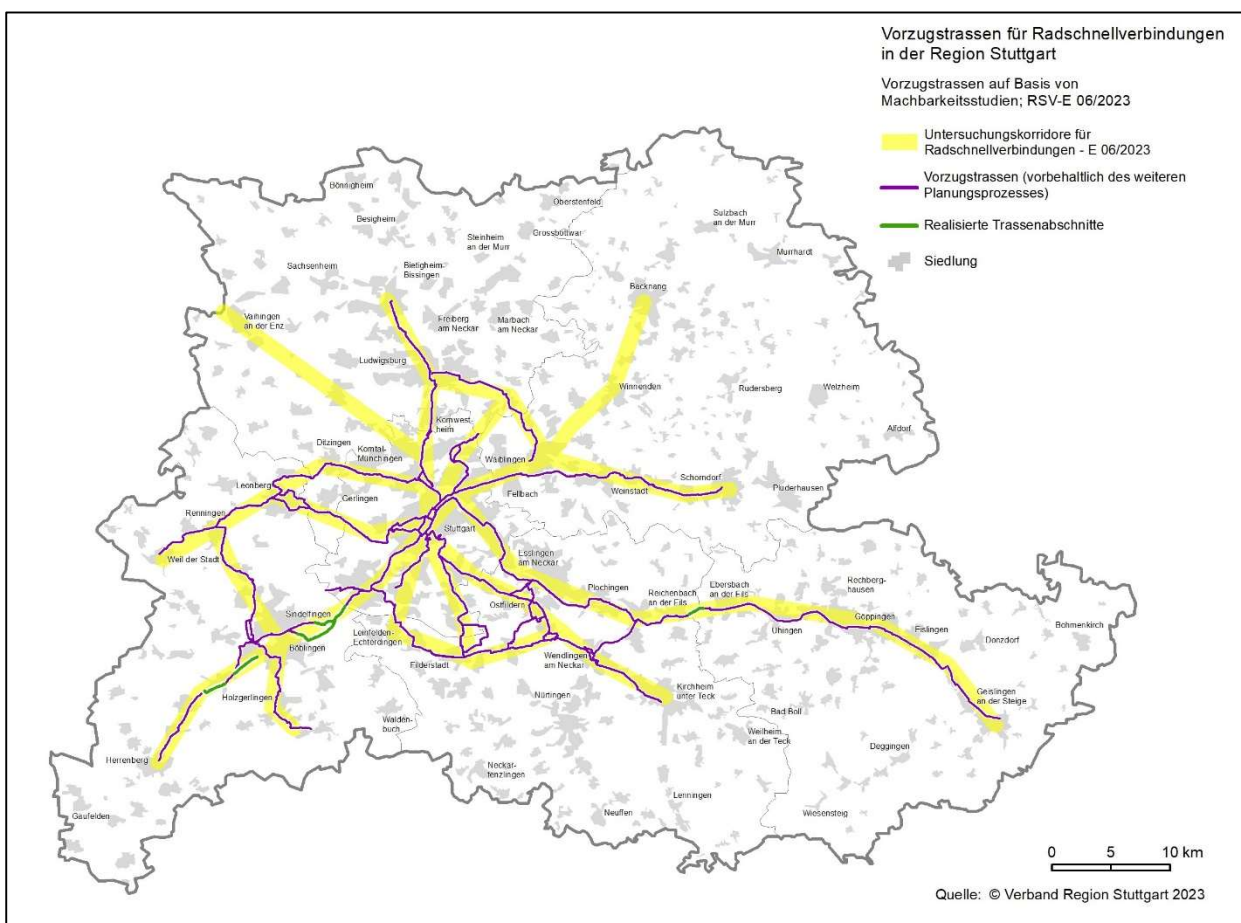 Vorzugstrassen für Radschnellverbindungen
in der Region Stuttgart
Vorzugstrassen auf Basis von
Machbarkeitsstudien; RSV-E 06/2023
Untersuchungskorridore für
Radschnellverbindungen - E 06/2023
Vorzugstrassen (vorbehaltlich des weiteren
Planungsprozesses)
Realisierte Trassenabschnitte
Siedlung
Bönnigheim
Besigheim
Oberstenfeld
Grossbottwar
Steinheim
an der Murr
Sulzbach
an der Murr
Murrhardt
Sachsenheim
Bietigheim-
Bissingen
Backnang
Vaihingen
an der Enz
Freiberg
am Neckar
Marbach
am Neckar
Ludwigsburg
Winnenden
Rudersberg
Welzheim
Alfdorf
Kornwest
heim
Ditzingen
Korntal-
Münchingen
Waiblingen
Leonberg
Gerlingen
Fellbach
Weinstadt
Schorndorf
Plüderhausen
Renningen
Stuttgart
Weil der Stadt
Esslingen
am Neckar
Plochingen
Reichenbach
an der Fils
Ebersbach
an der Fils
Rechberg-
hausen
Göppingen
Sindelfingen
Ostfildern
Uhingen
Eislingen
Donzdorf
Böhmenkirch
Böblingen
Leinfelden-
Echterdingen
Filderstadt
Wendlingen
am Neckar
Holzgerlingen
Nürtingen
Kirchheim
unter Teck
Geislingen
an der Steige
Walden-
buch
Bad Boll
Weilheim
an der Teck
Herrenberg
Deggingen
Neckar-
tenzlingen
Lenningen
Gäufelden
Neuffen
Wiesensteig
0 5 10 km
Quelle: © Verband Region Stuttgart 2023